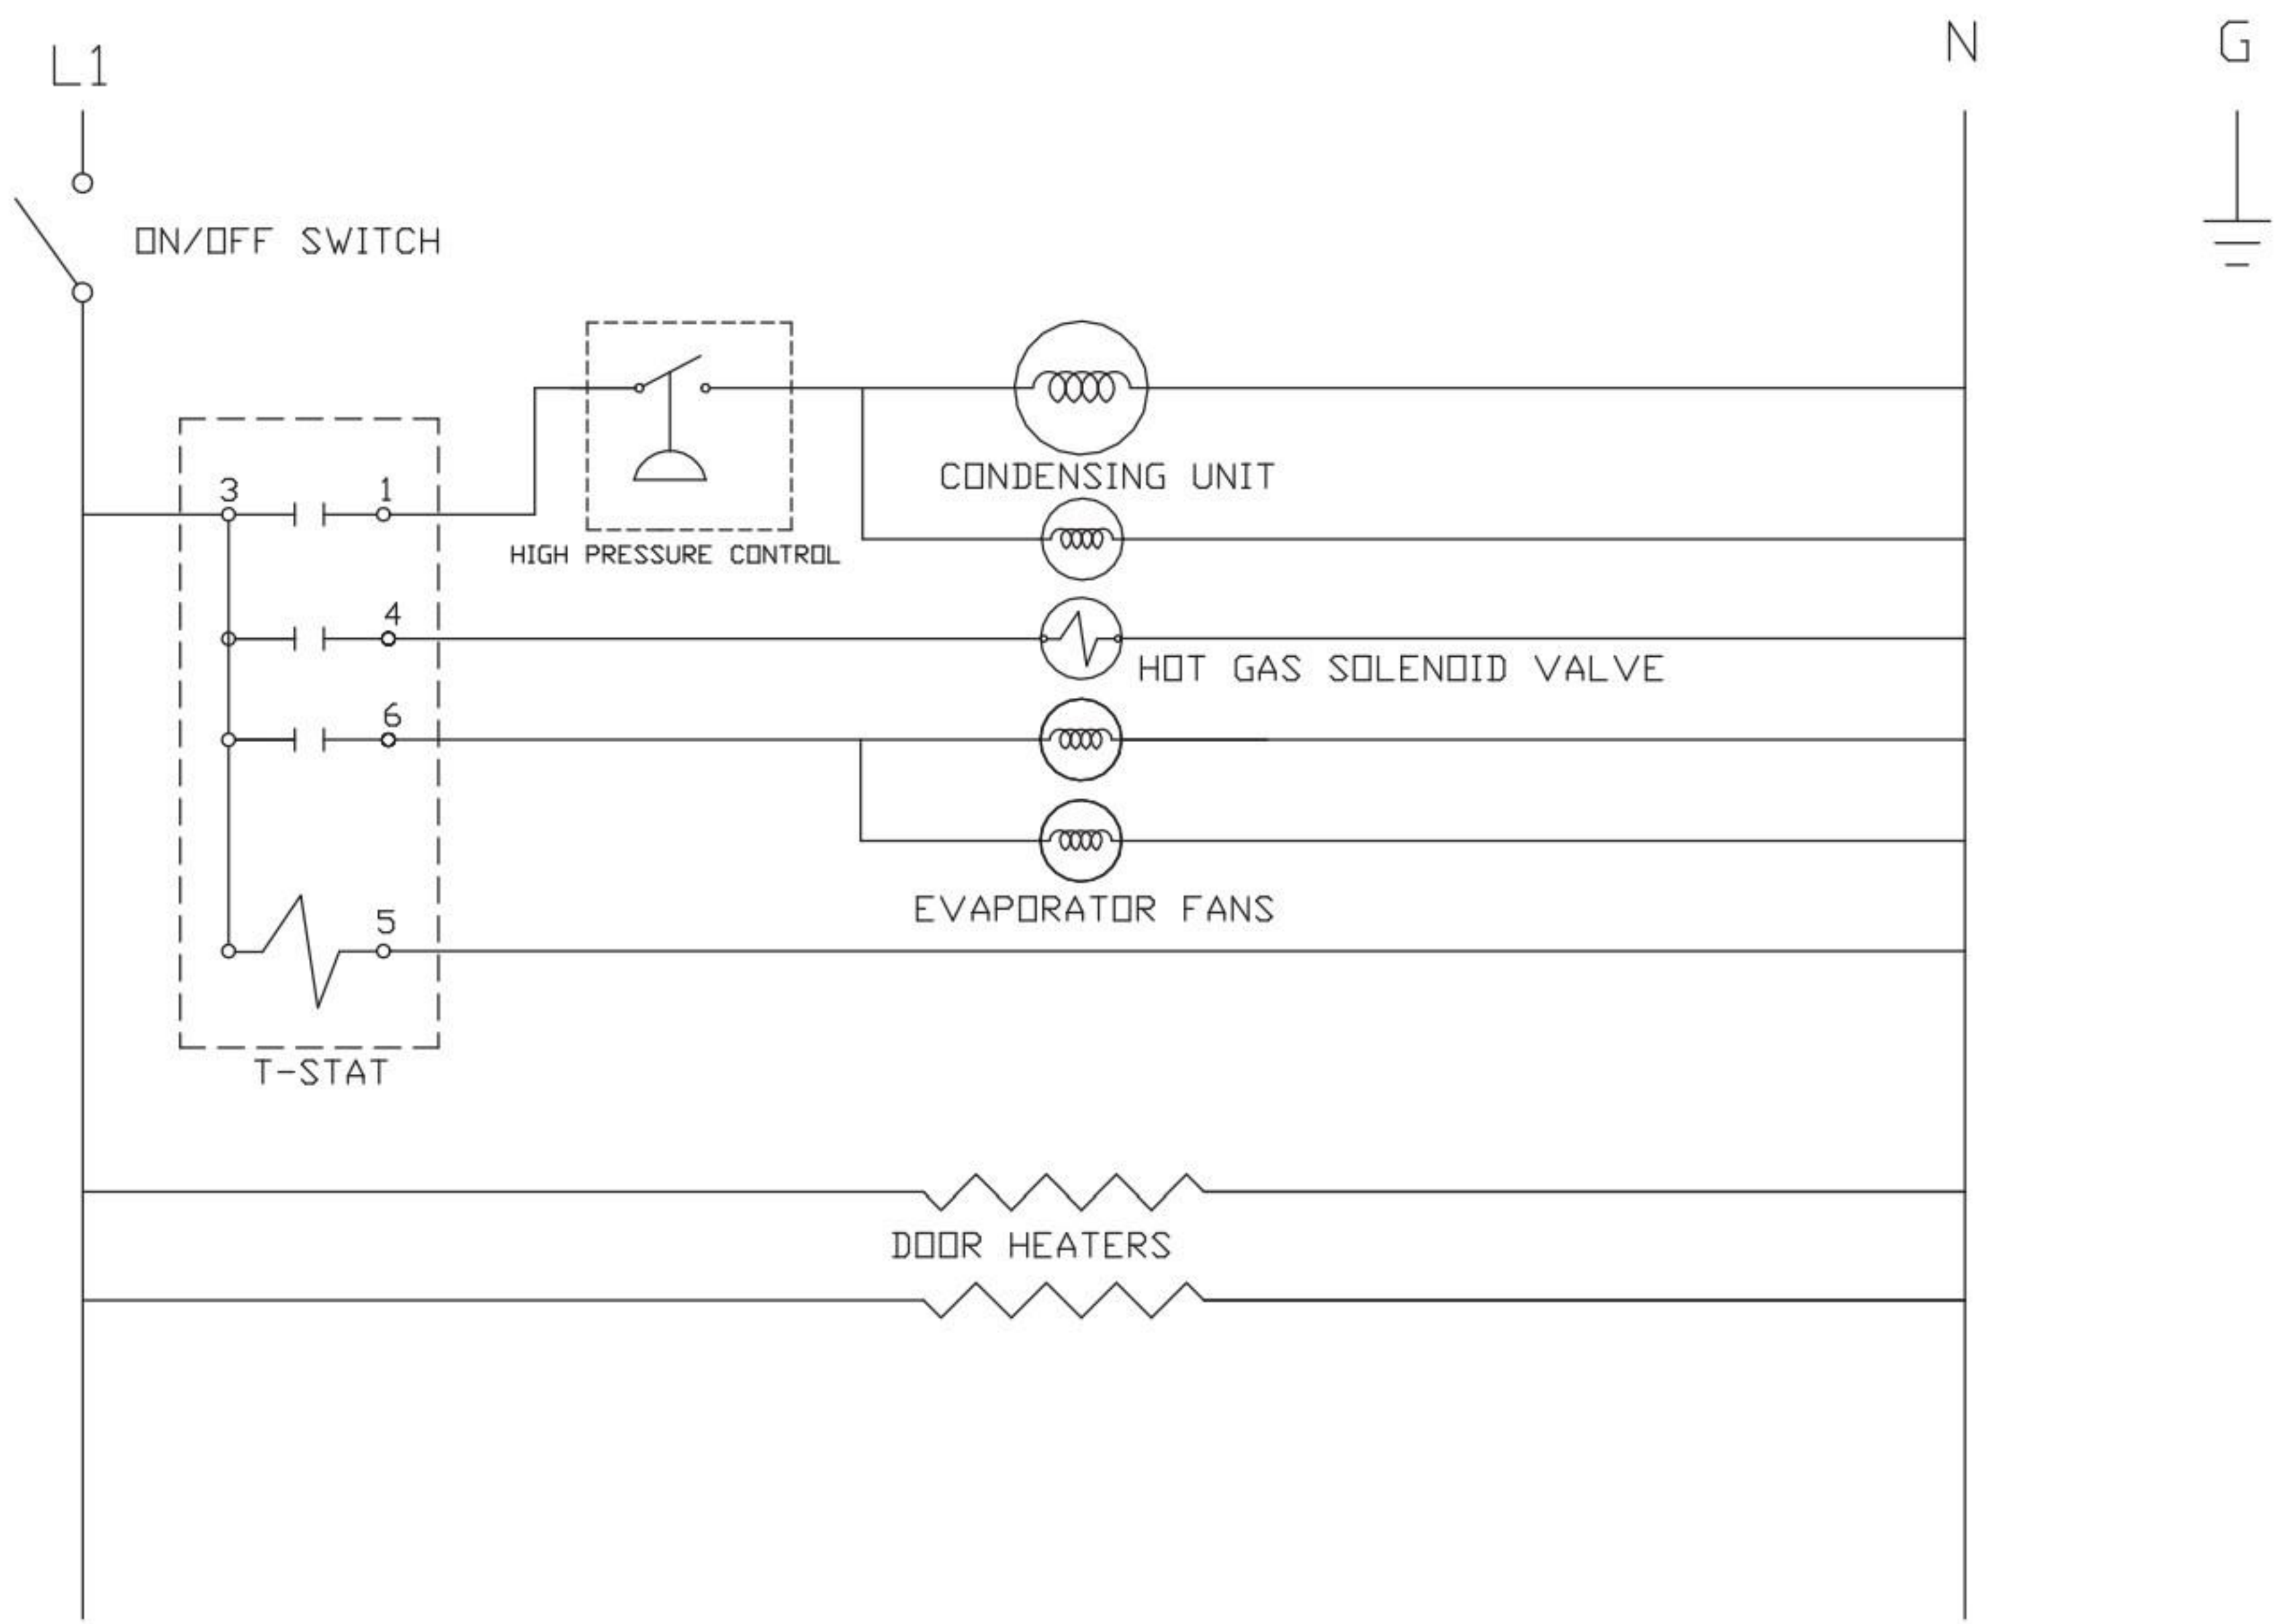 L1
N
G
ON/OFF SWITCH
CONDENSING UNIT
3
1
HIGH PRESSURE CONTROL
4
HOT GAS SOLENOID VALVE
6
EVAPORATOR FANS
5
T-STAT
DOOR HEATERS